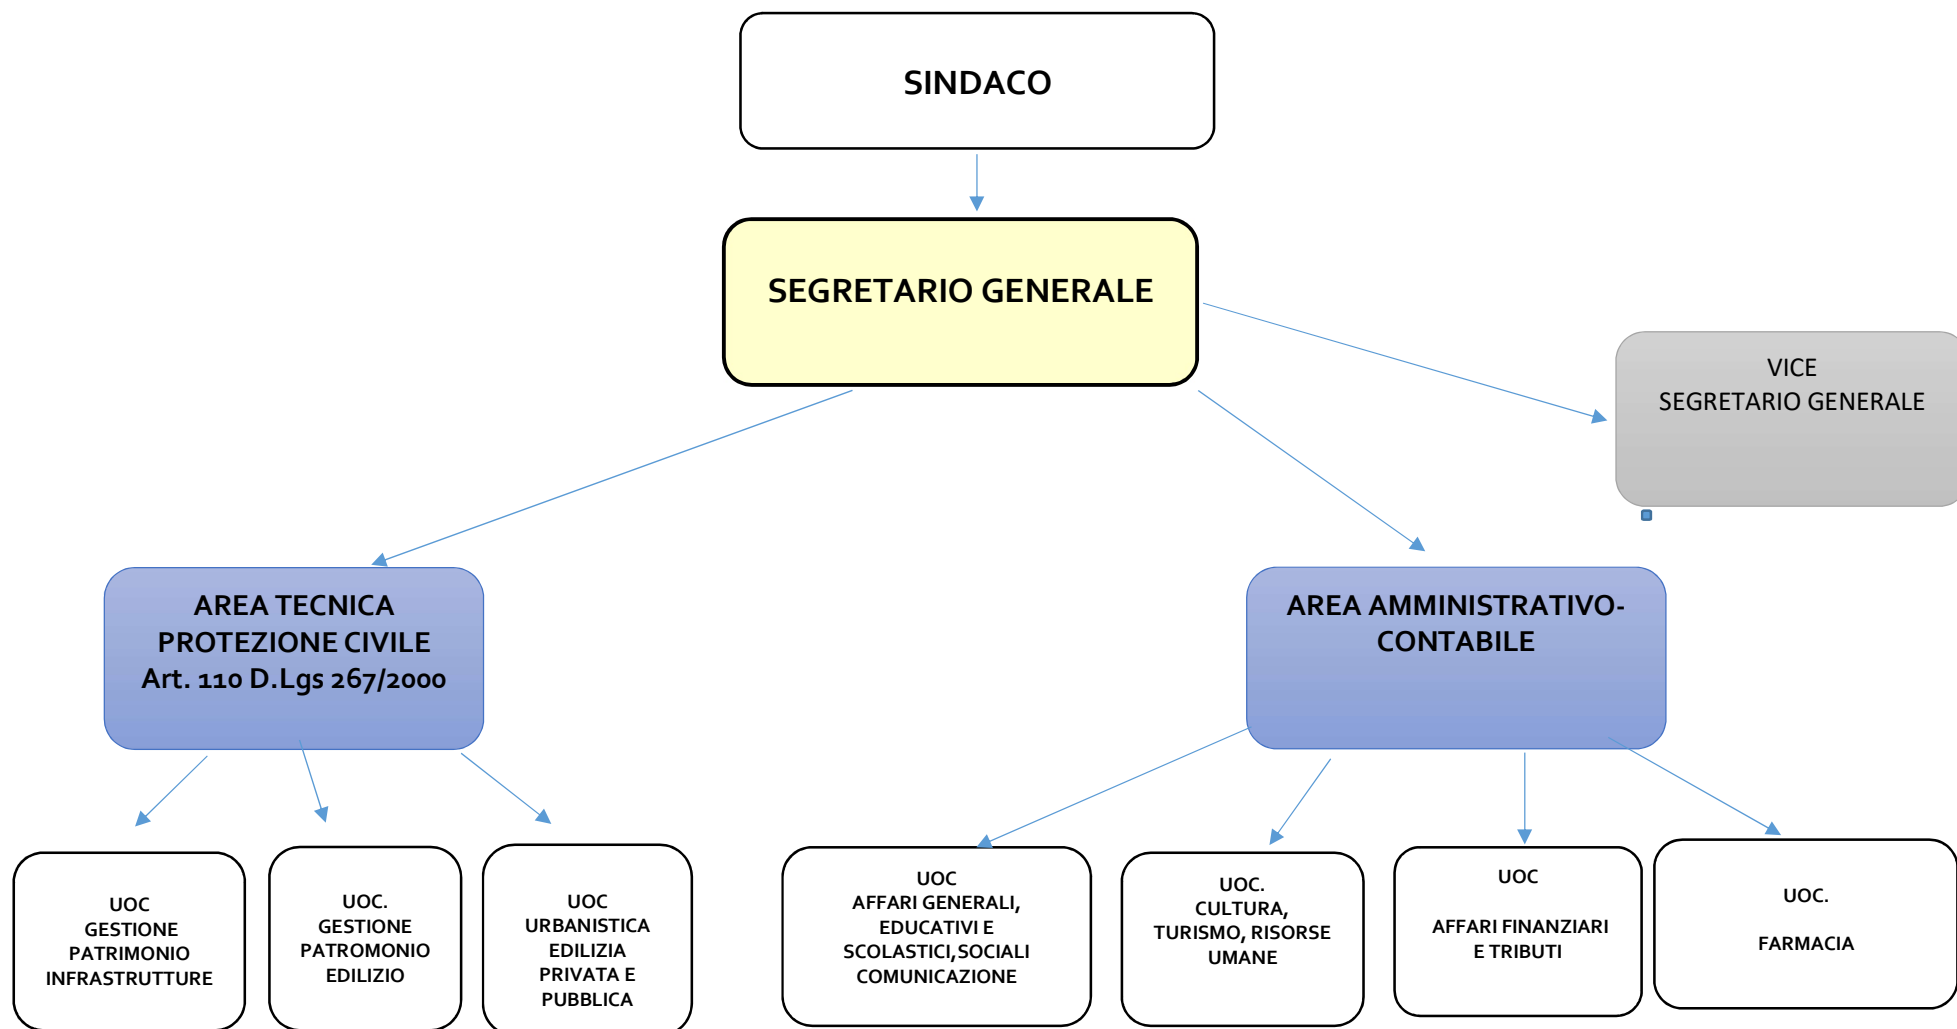 SINDACO
SEGRETARIO GENERALE
VICE
SEGRETARIO GENERALE
AREA TECNICA
PROTEZIONE CIVILE
Art. 110 D.Lgs 267/2000
AREA AMMINISTRATIVO-
CONTABILE
UOC
GESTIONE
PATRIMONIO
INFRASTRUTTURE
UOC.
GESTIONE
PATROMONIO
EDILIZIO
UOC
URBANISTICA
EDILIZIA
PRIVATA E
PUBBLICA
UOC
AFFARI GENERALI,
EDUCATIVI E
SCOLASTICI,SOCIALI
COMUNICAZIONE
UOC.
CULTURA,
TURISMO, RISORSE
UMANE
UOC
AFFARI FINANZIARI
E TRIBUTI
UOC.
FARMACIA